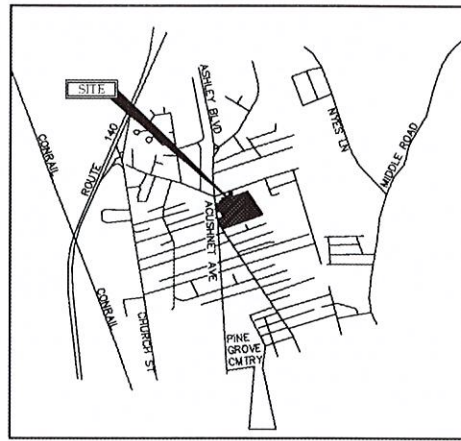 SITE
CONRAIL
ROUTE 140
ASHLEY BLVD
NYES LN
MIDDLE ROAD
ACUSHNET AVE
CONRAIL
CHURCH ST
PINE
GROVE
CMTRY